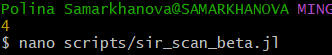 Polina Samarkhanova@SAMARKHANOVA MING
4
$ nano scripts/sir_scan_beta.jl